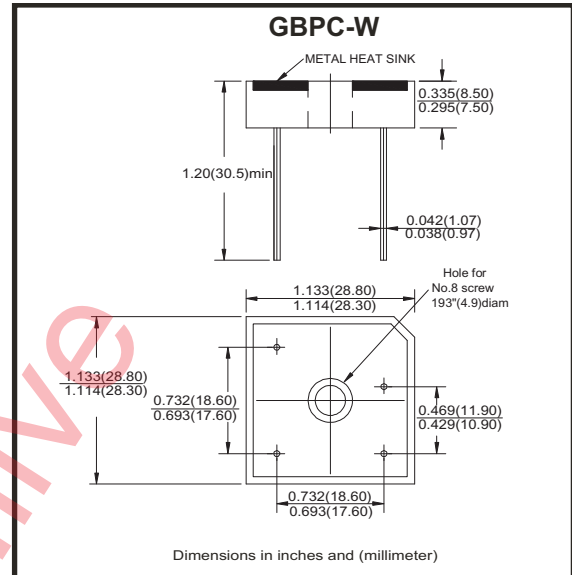 GBPC-W
METAL HEAT SINK
0.335(8.50)
0.295(7.50)
1.20(30.5)min
0.042(1.07)
0.038(0.97)
Hole for
No.8 screw
193"(4.9)diam
1.133(28.80)
1.114(28.30)
1.133(28.80)
1.114(28.30)
0.732(18.60)
0.693(17.60)
0.469(11.90)
0.429(10.90)
0.732(18.60)
0.693(17.60)
Dimensions in inches and (millimeter)
ive